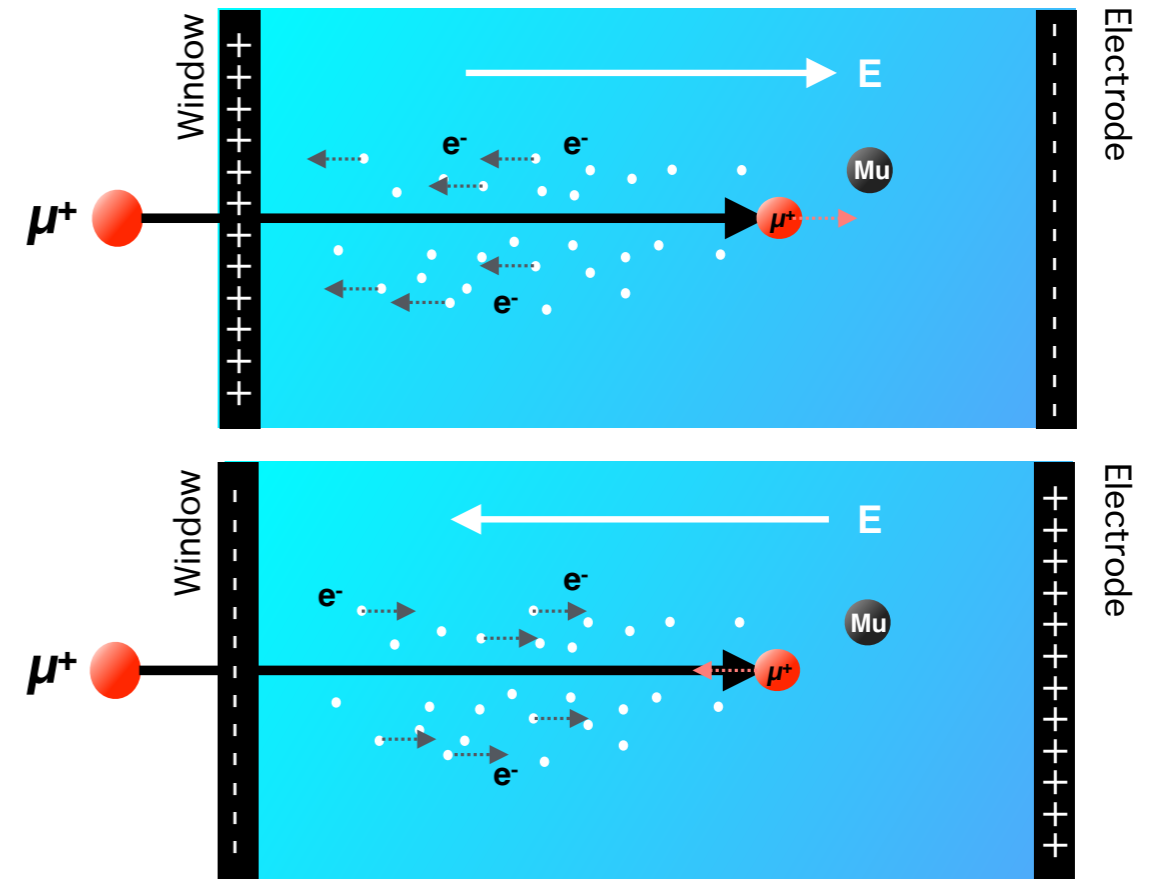 Window
Electrode
E
e-
e-
Mu
μ+
μ+
e-
Window
Electrode
E
e-
e-
Mu
μ+
μ+
e-